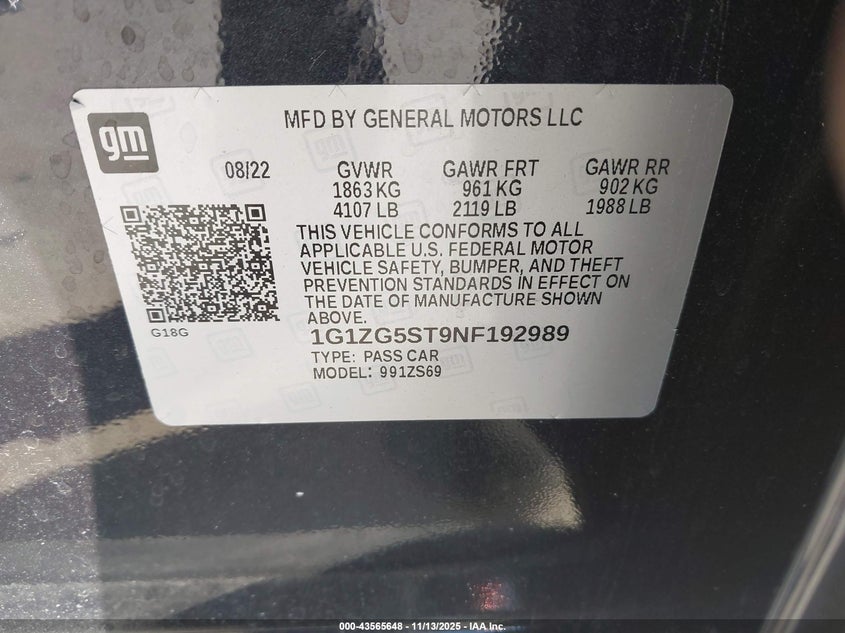 gm
MFD BY GENERAL MOTORS LLC
08/22 GVWR GAWR FRT GAWR RR
1863 KG 961 KG 902 KG
4107 LB 2119 LB 1988 LB
THIS VEHICLE CONFORMS TO ALL
APPLICABLE U.S. FEDERAL MOTOR
VEHICLE SAFETY, BUMPER, AND THEFT
PREVENTION STANDARDS IN EFFECT ON
THE DATE OF MANUFACTURE SHOWN
ABOVE.
G18G
1G1ZG5ST9NF192989
TYPE: PASS CAR
MODEL: 991ZS69
000-43565648 - 11/13/2025 - IAA Inc.